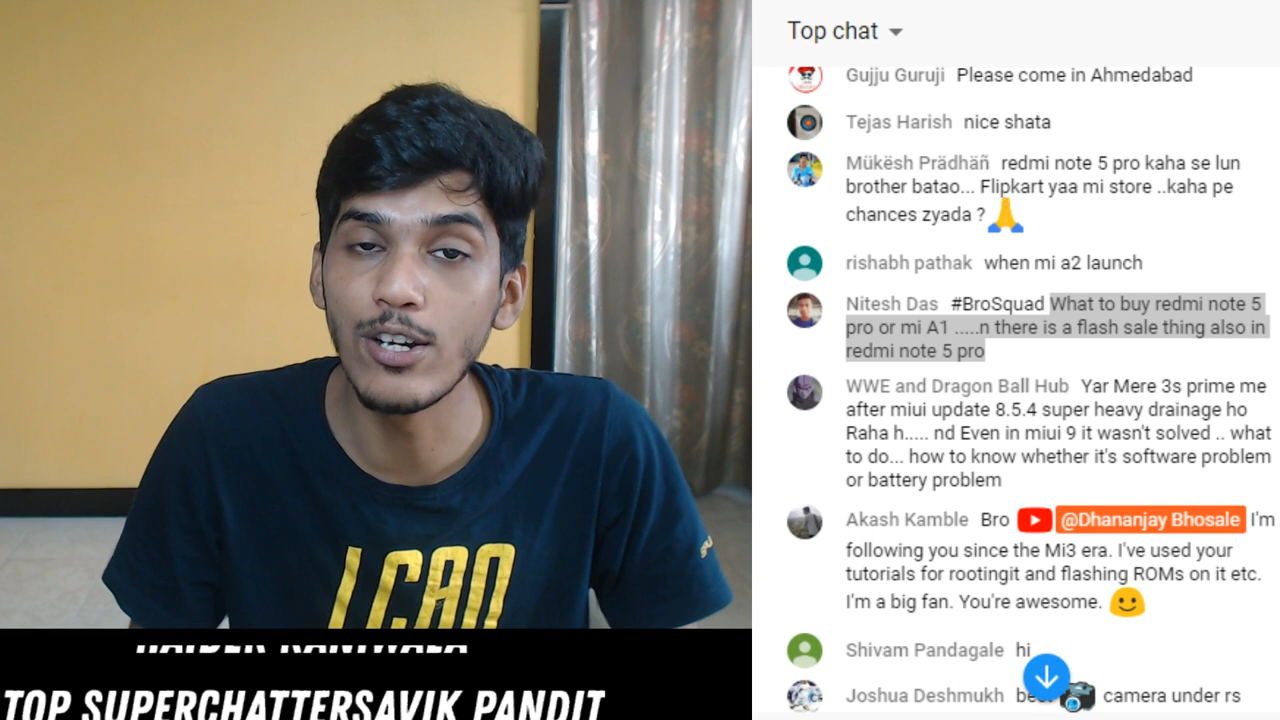 Top chat
Gujju Guruji Please come in Ahmedabad
Tejas Harish nice shata
Mükësh Prädhäñ redmi note 5 pro kaha se lun
brother batao... Flipkart yaa mi store ..kaha pe
chances zyada ?
rishabh pathak when mi a2 launch
Nitesh Das #BroSquad What to buy redmi note 5
pro or mi A1 .....n there is a flash sale thing also in
redmi note 5 pro
WWE and Dragon Ball Hub Yar Mere 3s prime me
after miui update 8.5.4 super heavy drainage ho
Raha h..... nd Even in miui 9 it wasn't solved .. what
to do... how to know whether it's software problem
or battery problem
Akash Kamble Bro @Dhananjay Bhosale I'm
following you since the Mi3 era. I've used your
tutorials for rootingit and flashing ROMs on it etc.
I'm a big fan. You're awesome.
Shivam Pandagale hi
Joshua Deshmukh camera under rs
TOP SUPERCHATTERSAVIK PANDIT